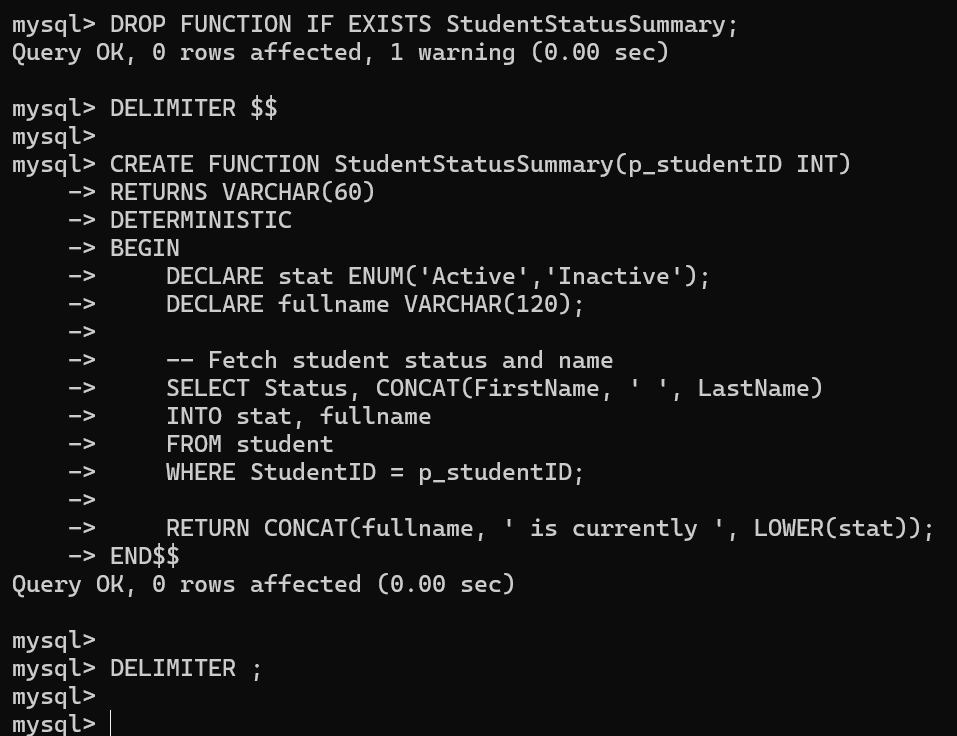 mysql> DROP FUNCTION IF EXISTS StudentStatusSummary;
Query OK, 0 rows affected, 1 warning (0.00 sec)

mysql> DELIMITER $$
mysql>
mysql> CREATE FUNCTION StudentStatusSummary(p_studentID INT)
    -> RETURNS VARCHAR(60)
    -> DETERMINISTIC
    -> BEGIN
    ->     DECLARE stat ENUM('Active','Inactive');
    ->     DECLARE fullname VARCHAR(120);
    ->
    ->     -- Fetch student status and name
    ->     SELECT Status, CONCAT(FirstName, ' ', LastName)
    ->     INTO stat, fullname
    ->     FROM student
    ->     WHERE StudentID = p_studentID;
    ->
    ->     RETURN CONCAT(fullname, ' is currently ', LOWER(stat));
    -> END$$
Query OK, 0 rows affected (0.00 sec)

mysql>
mysql> DELIMITER ;
mysql>
mysql>